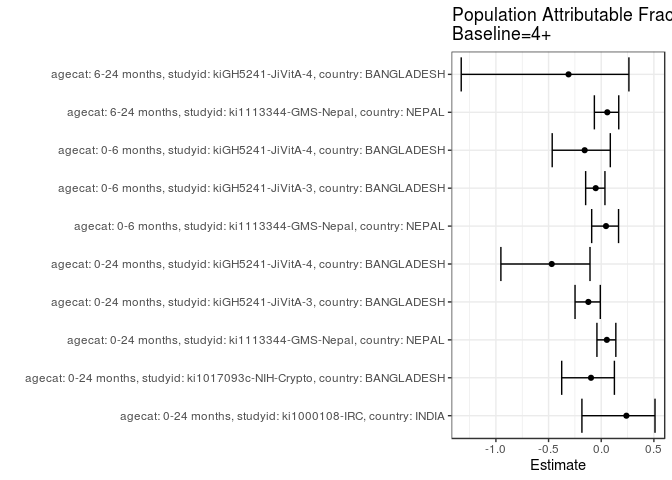 Population Attributable Frac
Baseline=4+
agecat: 6-24 months, studyid: kiGH5241-JiVitA-4, country: BANGLADESH
agecat: 6-24 months, studyid: ki1113344-GMS-Nepal, country: NEPAL
agecat: 0-6 months, studyid: kiGH5241-JiVitA-4, country: BANGLADESH
agecat: 0-6 months, studyid: kiGH5241-JiVitA-3, country: BANGLADESH
agecat: 0-6 months, studyid: ki1113344-GMS-Nepal, country: NEPAL
agecat: 0-24 months, studyid: kiGH5241-JiVitA-4, country: BANGLADESH
agecat: 0-24 months, studyid: kiGH5241-JiVitA-3, country: BANGLADESH
agecat: 0-24 months, studyid: ki1113344-GMS-Nepal, country: NEPAL
agecat: 0-24 months, studyid: ki1017093c-NIH-Crypto, country: BANGLADESH
agecat: 0-24 months, studyid: ki1000108-IRC, country: INDIA
-1.0 -0.5 0.0 0.5
Estimate